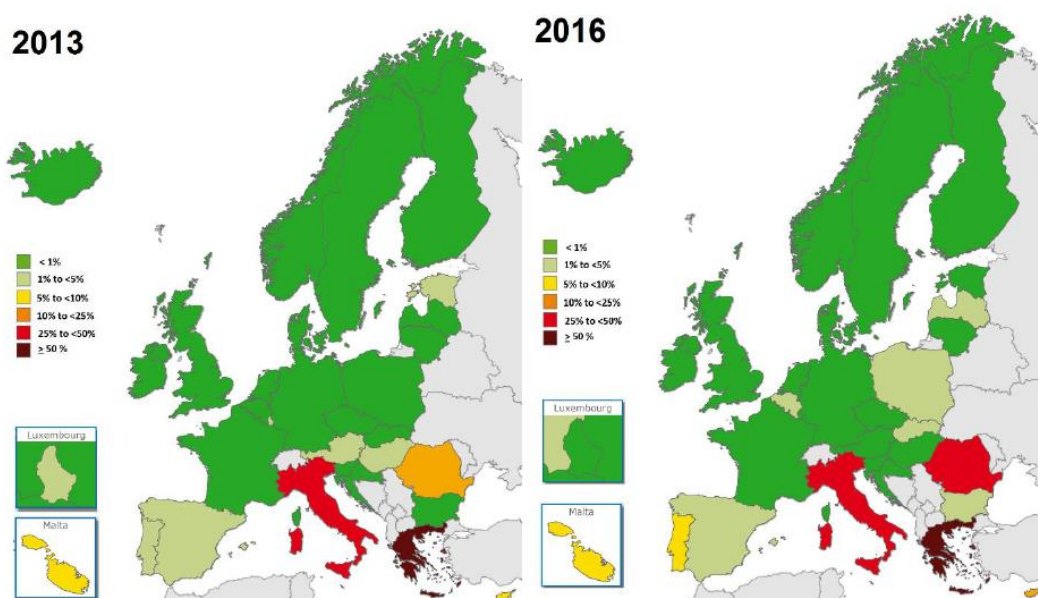 2013
< 1%
1% to <5%
5% to <10%
10% to <25%
25% to <50%
≥ 50 %
Luxembourg
Malta
2016
< 1%
1% to <5%
5% to <10%
10% to <25%
25% to <50%
≥ 50 %
Luxembourg
Malta